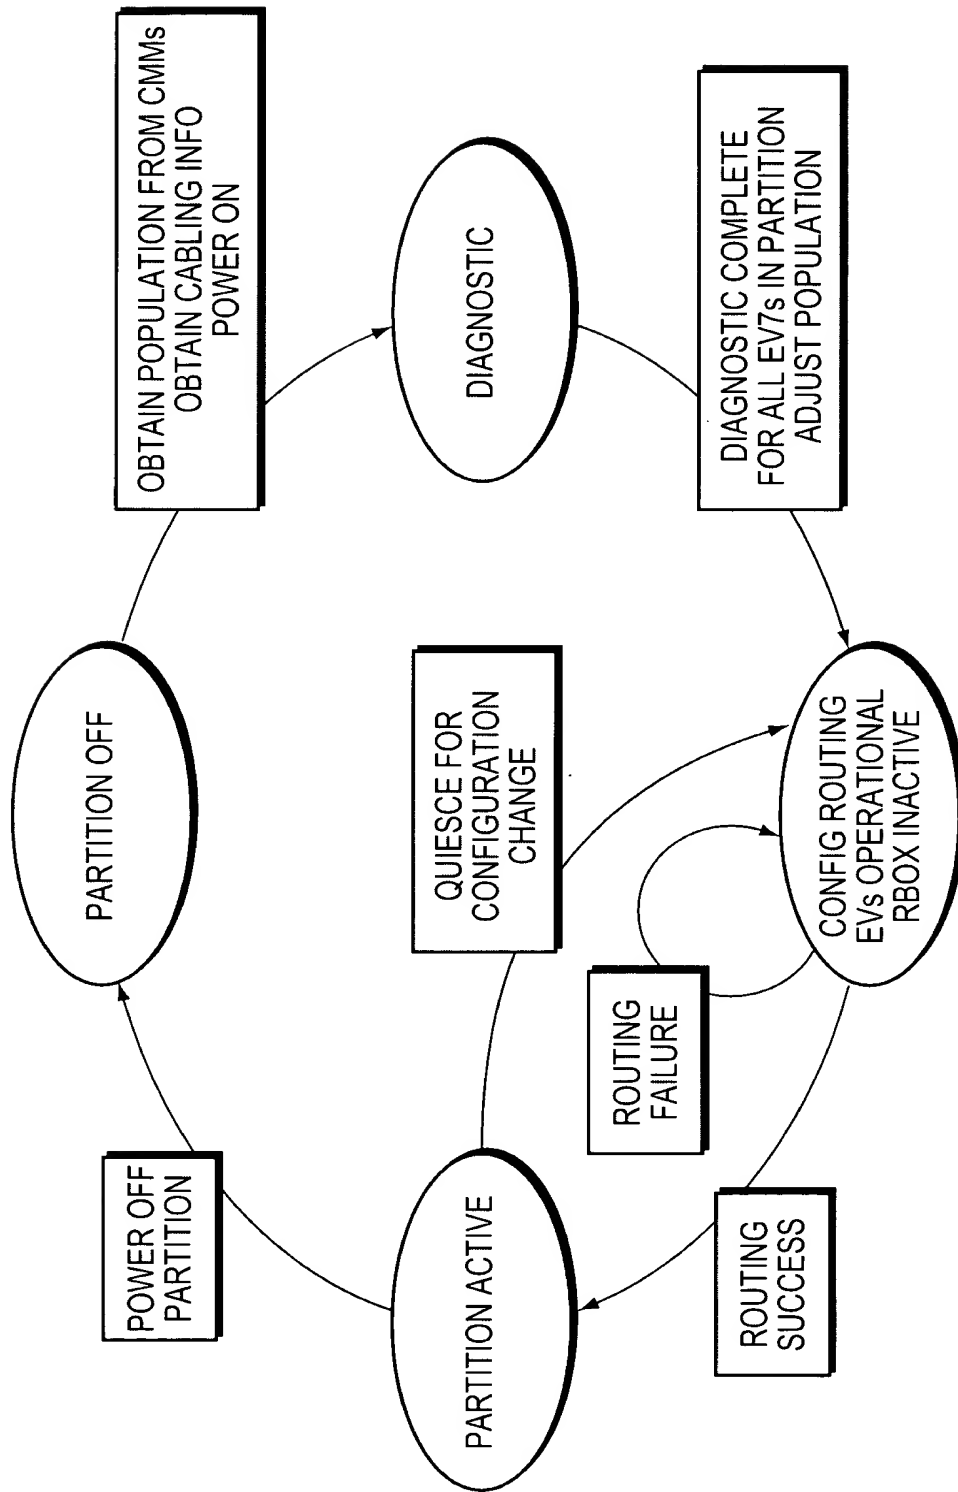 PARTITION OFF
OBTAIN POPULATION FROM CMMs
OBTAIN CABLING INFO
POWER ON
POWER OFF
PARTITION
PARTITION ACTIVE
QUIESCE FOR
CONFIGURATION
CHANGE
DIAGNOSTIC
ROUTING
FAILURE
ROUTING
SUCCESS
CONFIG ROUTING
EVs OPERATIONAL
RBOX INACTIVE
DIAGNOSTIC COMPLETE
FOR ALL EV7s IN PARTITION
ADJUST POPULATION